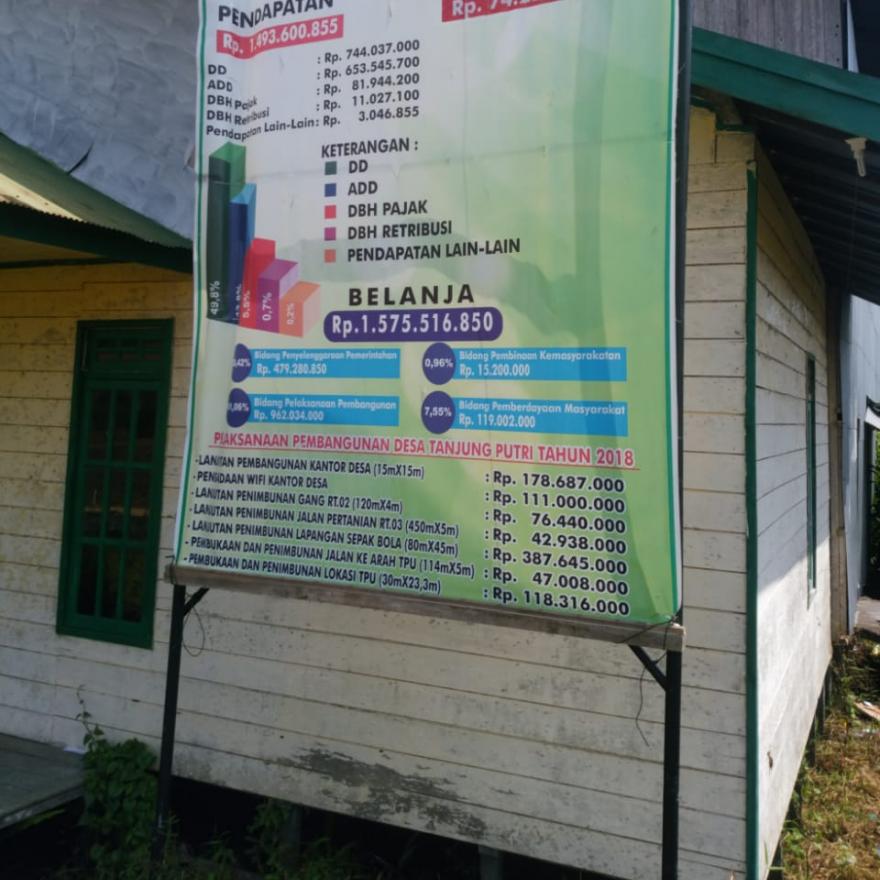 PENDAPATAN
Rp. 1.493.600.855
DD : Rp. 744.037.000
ADD : Rp. 653.545.700
DBH Pajak : Rp. 81.944.200
DBH Retribusi : Rp. 11.027.100
Pendapatan Lain-Lain : Rp. 3.046.855
KETERANGAN :
DD
ADD
DBH PAJAK
DBH RETRIBUSI
PENDAPATAN LAIN-LAIN
49,8%
5,5%
0,7%
0,2%
BELANJA
Rp.1.575.516.850
Bidang Penyelenggaraan Pemerintahan
Rp. 479.280.850
0,96% Bidang Pembinaan Kemasyarakatan
Rp. 15.200.000
Bidang Pelaksanaan Pembangunan
Rp. 962.034.000
7,55% Bidang Pemberdayaan Masyarakat
Rp. 119.002.000
PEMBANGUNAN DESA TANJUNG PUTRI TAHUN 2018
- LANJUTAN PEMBANGUNAN KANTOR DESA (15mX15m) : Rp. 178.687.000
- PENGADAAN WIFI KANTOR DESA : Rp. 111.000.000
- LANJUTAN PENIMBUNAN GANG RT.02 (120mX4m) : Rp. 76.440.000
- LANJUTAN PENIMBUNAN JALAN PERTANIAN RT.03 (450mX5m) : Rp. 42.938.000
- LANJUTAN PENIMBUNAN LAPANGAN SEPAK BOLA (80mX45m) : Rp. 387.645.000
- PEMBUKAAN DAN PENIMBUNAN JALAN KE ARAH TPU (114mX5m) : Rp. 47.008.000
- PEMBUKAAN DAN PENIMBUNAN LOKASI TPU (30mX23,3m) : Rp. 118.316.000